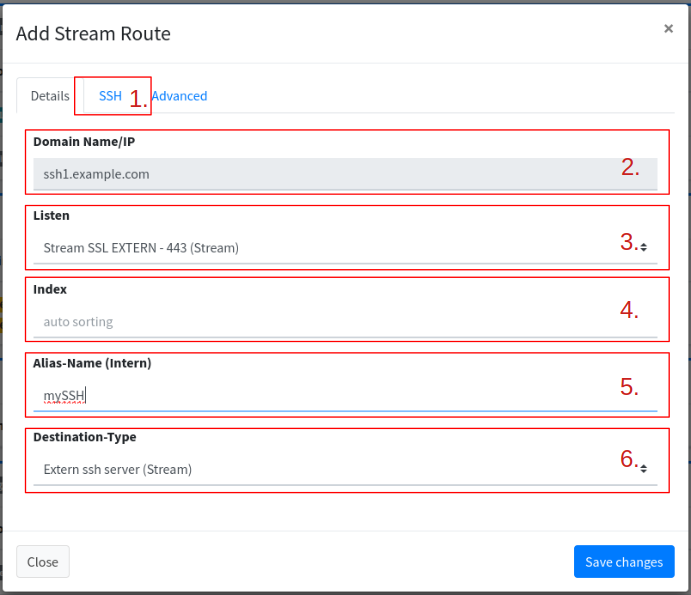 Add Stream Route ×
Details SSH 1. Advanced
Domain Name/IP
ssh1.example.com 2.
Listen
Stream SSL EXTERN - 443 (Stream) 3.
Index
auto sorting 4.
Alias-Name (Intern)
mySSH 5.
Destination-Type
Extern ssh server (Stream) 6.
Close Save changes